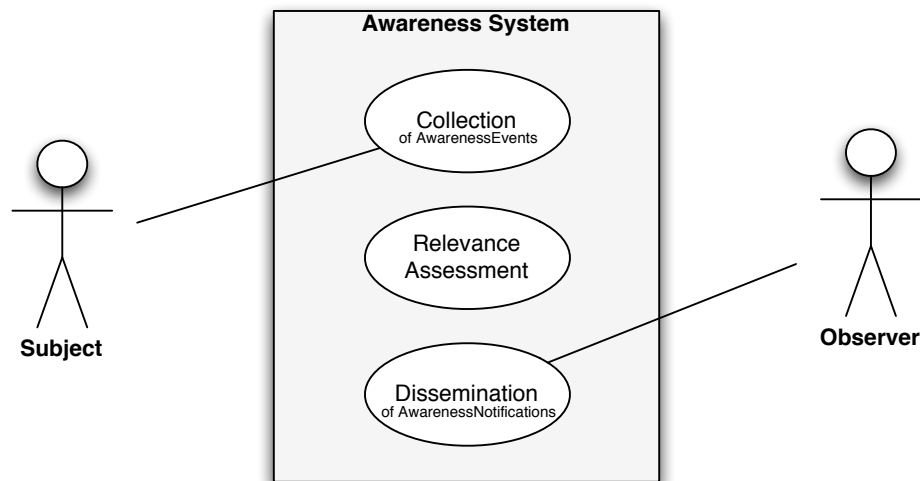 Awareness System
Collection
of AwarenessEvents
Relevance
Assessment
Subject
Observer
Dissemination
of AwarenessNotifications